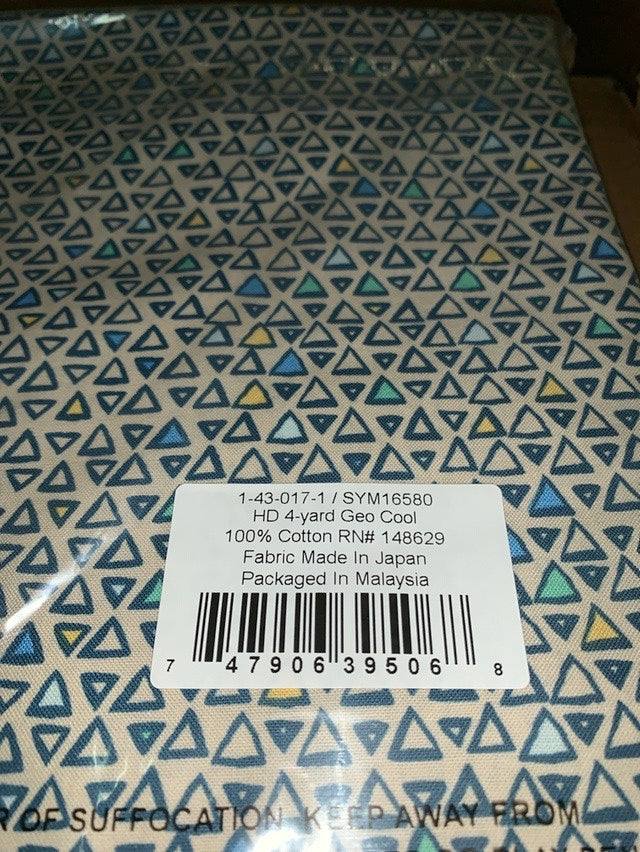 1-43-017-1 / SYM16580
HD 4-yard Geo Cool
100% Cotton RN# 148629
Fabric Made In Japan
Packaged In Malaysia
7 47906 39506 8
OF SUFFOCATION KEEP AWAY FROM